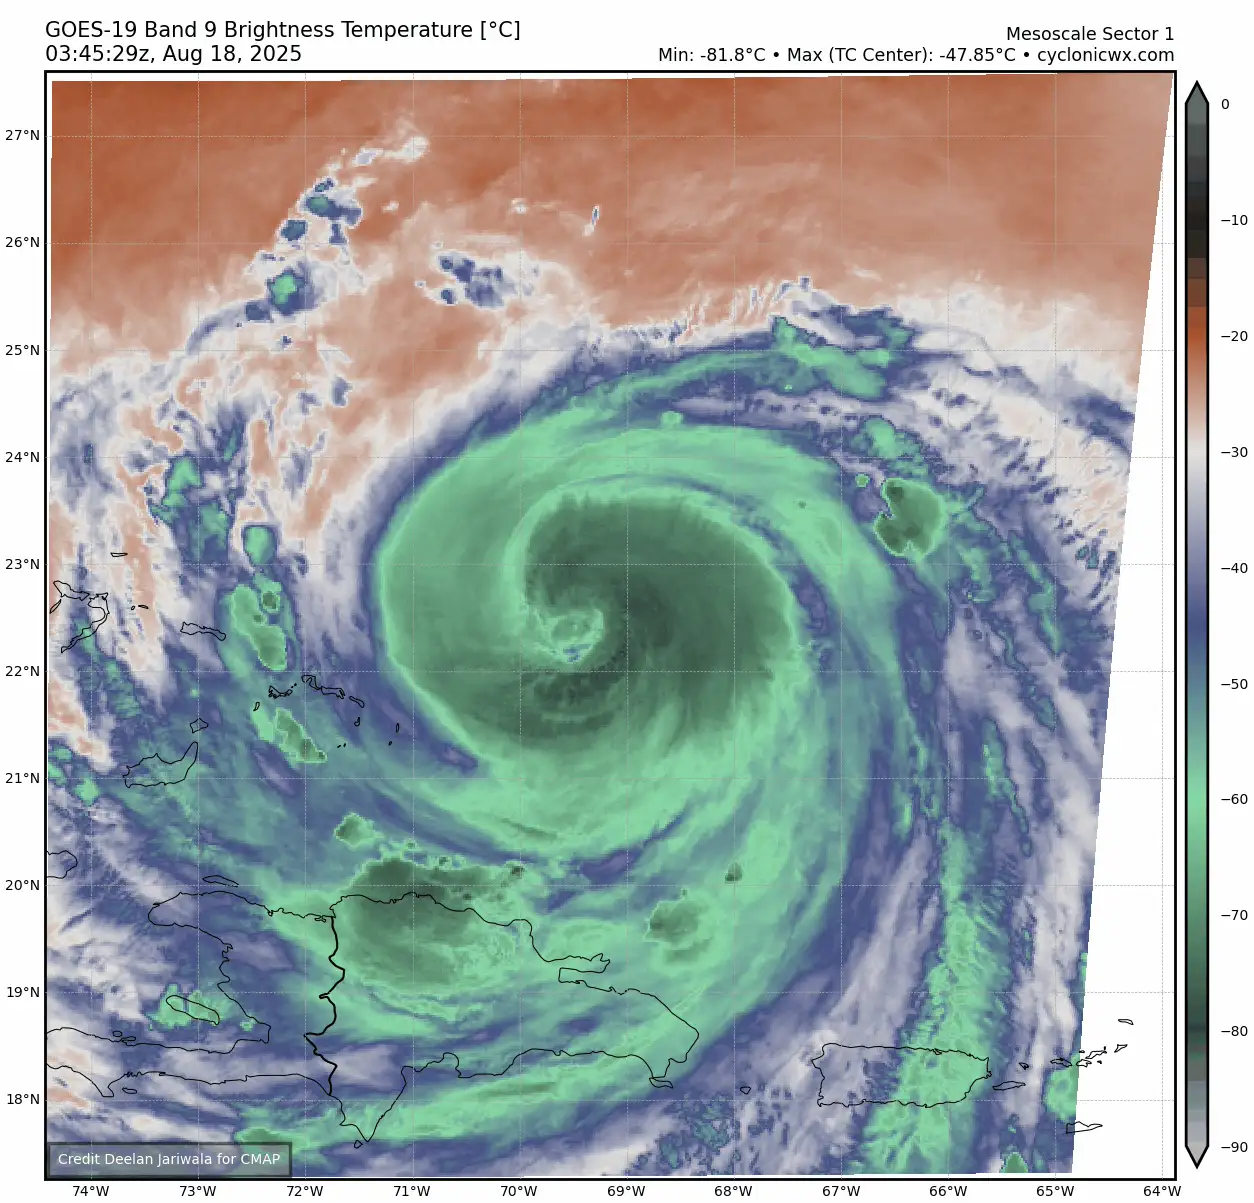 GOES-19 Band 9 Brightness Temperature [°C]
03:45:29z, Aug 18, 2025
Mesoscale Sector 1
Min: -81.8°C • Max (TC Center): -47.85°C • cyclonicwx.com
27°N
26°N
25°N
24°N
23°N
22°N
21°N
20°N
19°N
18°N
74°W 73°W 72°W 71°W 70°W 69°W 68°W 67°W 66°W 65°W 64°W
0
−10
−20
−30
−40
−50
−60
−70
−80
−90
Credit Deelan Jariwala for CMAP